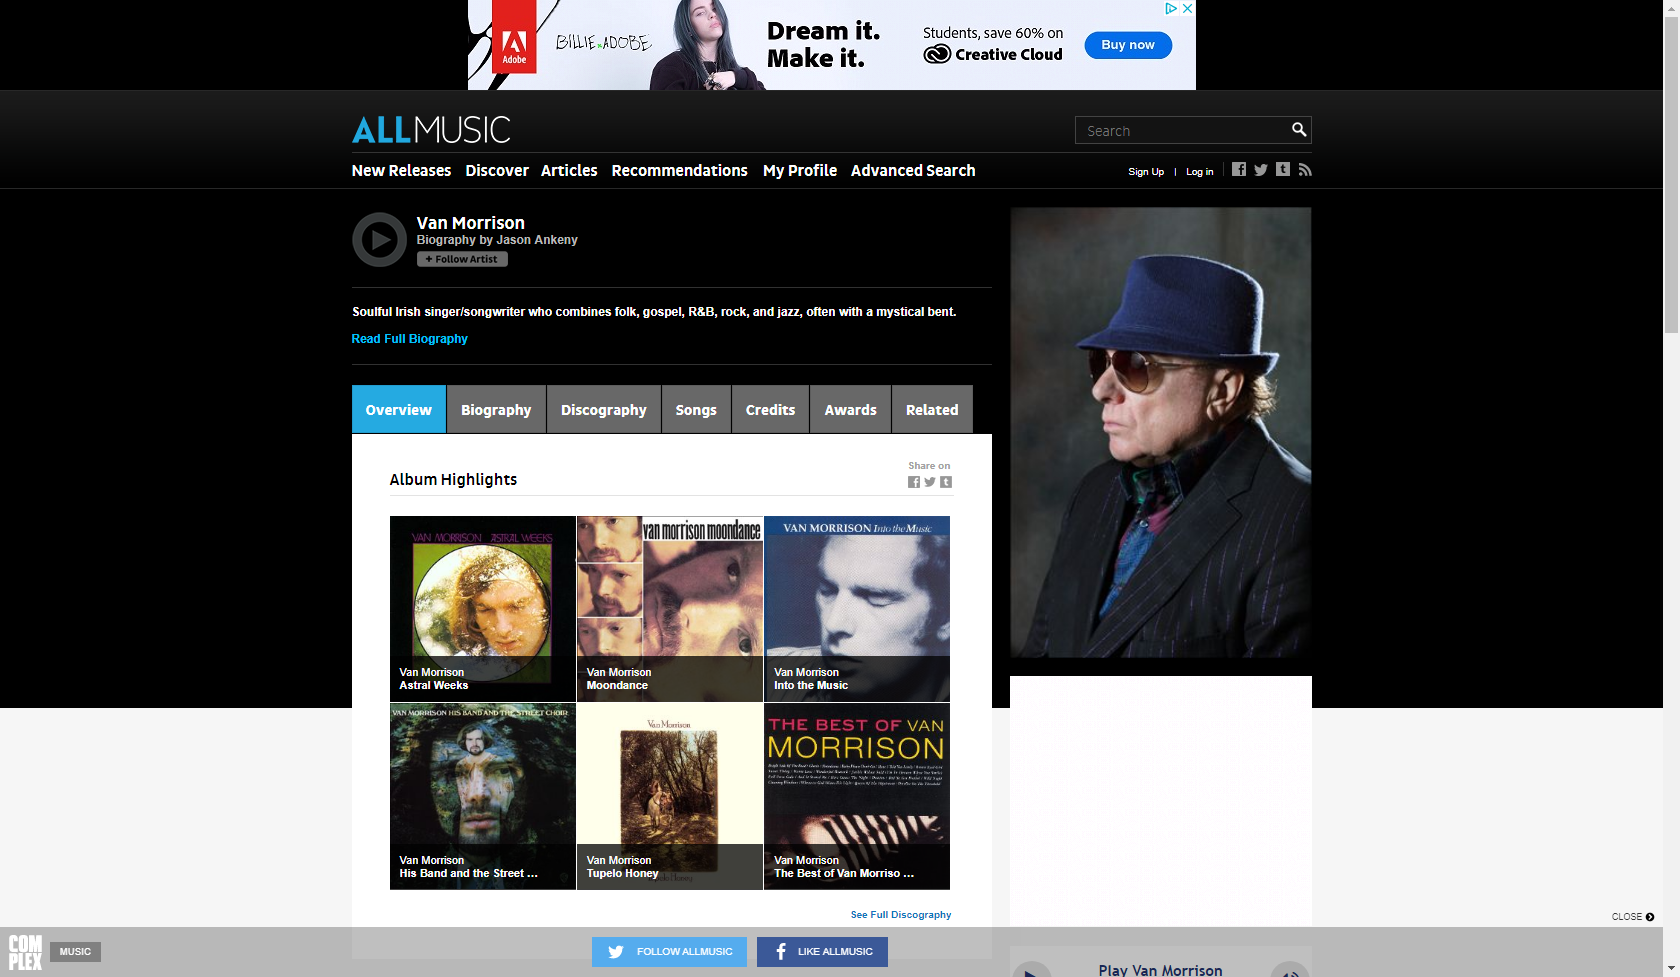 Adobe
BILLIE x ADOBE
Dream it.
Make it.
Students, save 60% on
Creative Cloud
Buy now
ALLMUSIC
Search
New Releases Discover Articles Recommendations My Profile Advanced Search
Sign Up | Log in
Van Morrison
Biography by Jason Ankeny
+ Follow Artist
Soulful Irish singer/songwriter who combines folk, gospel, R&B, rock, and jazz, often with a mystical bent.
Read Full Biography
Overview Biography Discography Songs Credits Awards Related
Album Highlights
Share on
VAN MORRISON ASTRAL WEEKS
Van Morrison
Astral Weeks
van morrison moondance
Van Morrison
Moondance
VAN MORRISON Into the Music
Van Morrison
Into the Music
VAN MORRISON HIS BAND AND THE STREET CHOIR
Van Morrison
His Band and the Street ...
Van Morrison
Van Morrison
Tupelo Honey
Tupelo Honey
THE BEST OF VAN
MORRISON
Van Morrison
The Best of Van Morriso ...
See Full Discography
CLOSE
COM
PLEX
MUSIC
FOLLOW ALLMUSIC
LIKE ALLMUSIC
Play Van Morrison